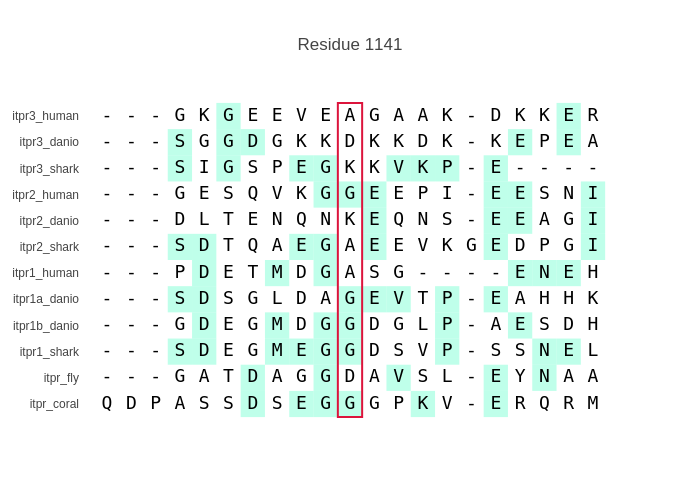 Residue 1141
itpr3_human - - - G K G E E V E A G A A K - D K K E R
itpr3_danio - - - S G G D G K K D K K D K - K E P E A
itpr3_shark - - - S I G S P E G K K V K P - E - - - -
itpr2_human - - - G E S Q V K G G E E P I - E E S N I
itpr2_danio - - - D L T E N Q N K E Q N S - E E A G I
itpr2_shark - - - S D T Q A E G A E E V K G E D P G I
itpr1_human - - - P D E T M D G A S G - - - - E N E H
itpr1a_danio - - - S D S G L D A G E V T P - E A H H K
itpr1b_danio - - - G D E G M D G G D G L P - A E S D H
itpr1_shark - - - S D E G M E G G D S V P - S S N E L
itpr_fly - - - G A T D A G G D A V S L - E Y N A A
itpr_coral Q D P A S S D S E G G G P K V - E R Q R M